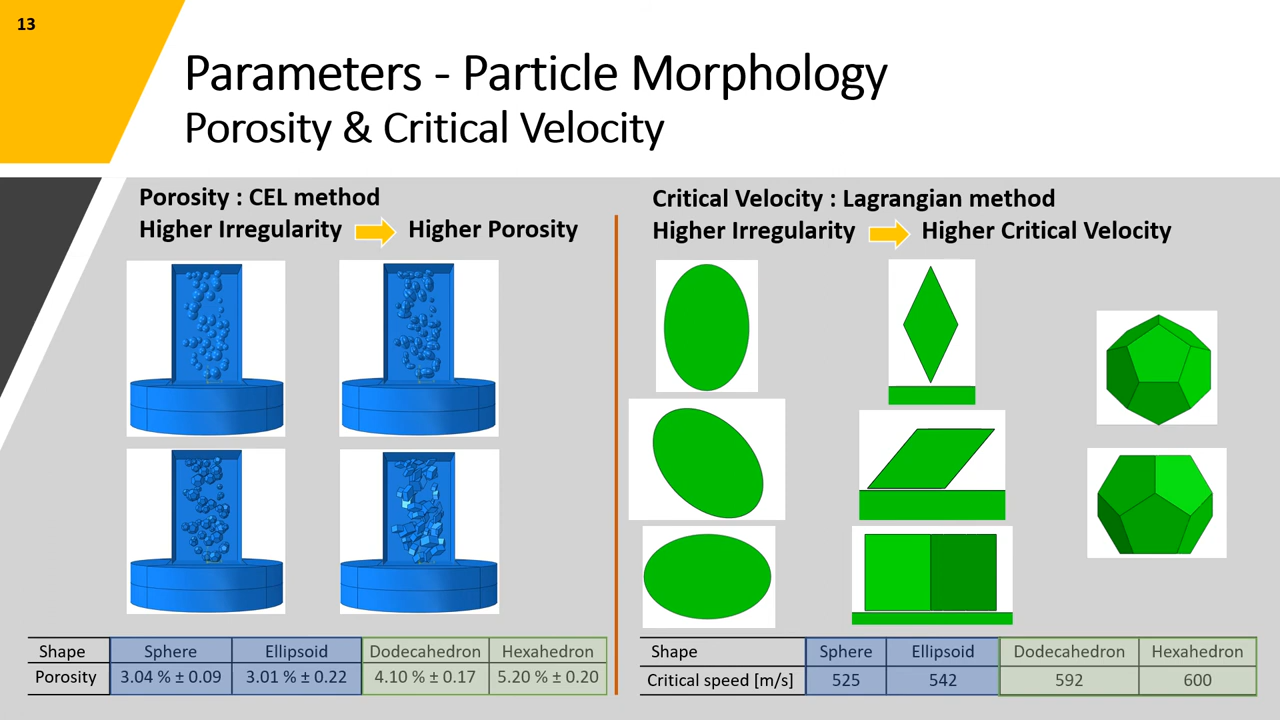 13
Parameters - Particle Morphology
Porosity & Critical Velocity
Porosity : CEL method
Higher Irregularity Higher Porosity
Shape Sphere Ellipsoid Dodecahedron Hexahedron
Porosity 3.04 % ± 0.09 3.01 % ± 0.22 4.10 % ± 0.17 5.20 % ± 0.20
Critical Velocity : Lagrangian method
Higher Irregularity Higher Critical Velocity
Shape Sphere Ellipsoid Dodecahedron Hexahedron
Critical speed [m/s] 525 542 592 600